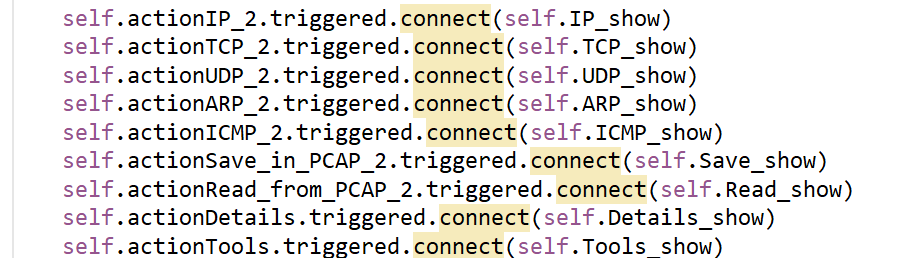 self.actionIP_2.triggered.connect(self.IP_show)
self.actionTCP_2.triggered.connect(self.TCP_show)
self.actionUDP_2.triggered.connect(self.UDP_show)
self.actionARP_2.triggered.connect(self.ARP_show)
self.actionICMP_2.triggered.connect(self.ICMP_show)
self.actionSave_in_PCAP_2.triggered.connect(self.Save_show)
self.actionRead_from_PCAP_2.triggered.connect(self.Read_show)
self.actionDetails.triggered.connect(self.Details_show)
self.actionTools.triggered.connect(self.Tools_show)